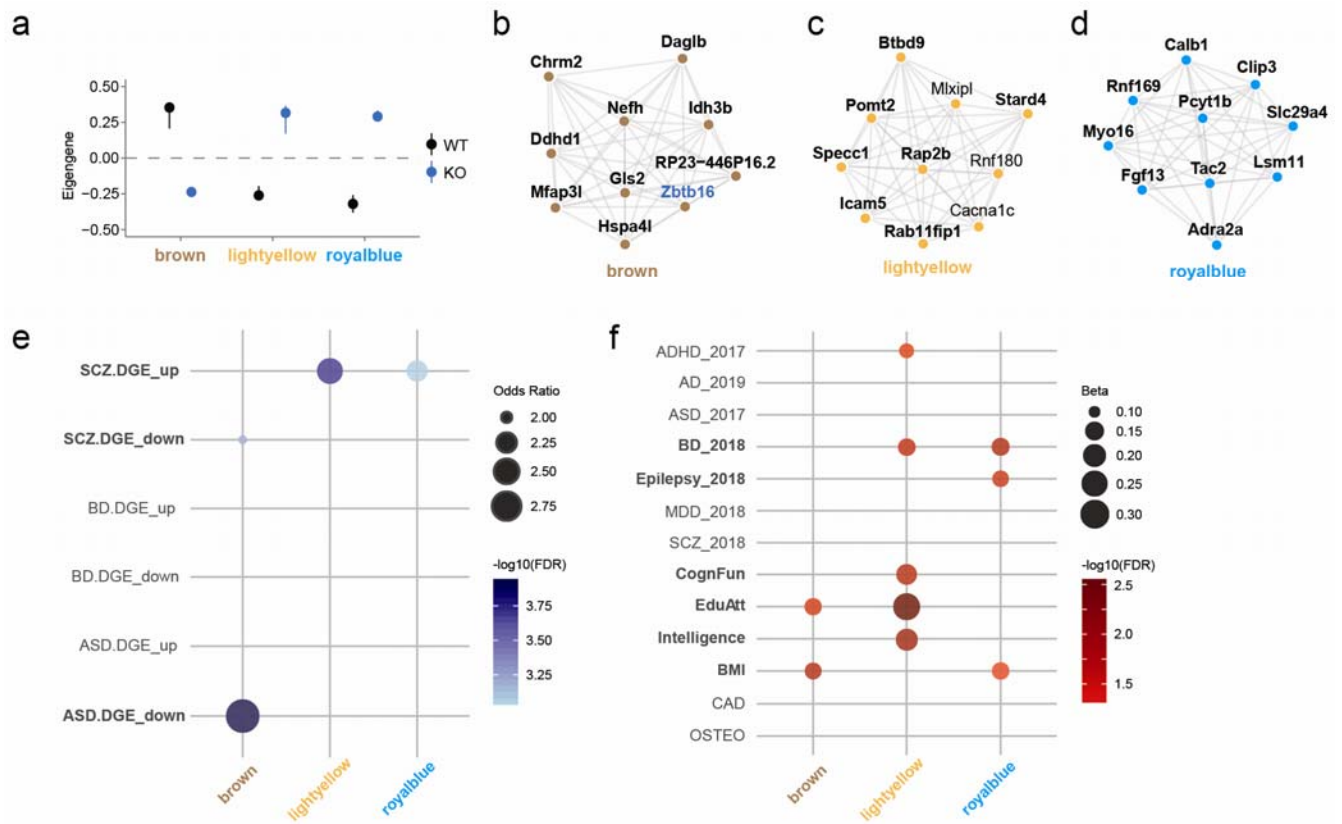 a
0.50
0.25
0.00
−0.25
−0.50
Eigengene
WT
KO
brown
lightyellow
royalblue
b
Daglb
Chrm2
Nefh
Idh3b
Ddhd1
RP23−446P16.2
Gls2
Zbtb16
Mfap3l
Hspa4l
brown
c
Btbd9
Mlxipl
Pomt2
Stard4
Specc1
Rap2b
Rnf180
Icam5
Cacna1c
Rab11fip1
lightyellow
d
Calb1
Clip3
Rnf169
Pcyt1b
Slc29a4
Myo16
Tac2
Lsm11
Fgf13
Adra2a
royalblue
e
SCZ.DGE_up
SCZ.DGE_down
BD.DGE_up
BD.DGE_down
ASD.DGE_up
ASD.DGE_down
brown
lightyellow
royalblue
Odds Ratio
2.00
2.25
2.50
2.75
-log10(FDR)
3.75
3.50
3.25
f
ADHD_2017
AD_2019
ASD_2017
BD_2018
Epilepsy_2018
MDD_2018
SCZ_2018
CognFun
EduAtt
Intelligence
BMI
CAD
OSTEO
brown
lightyellow
royalblue
Beta
0.10
0.15
0.20
0.25
0.30
-log10(FDR)
2.5
2.0
1.5